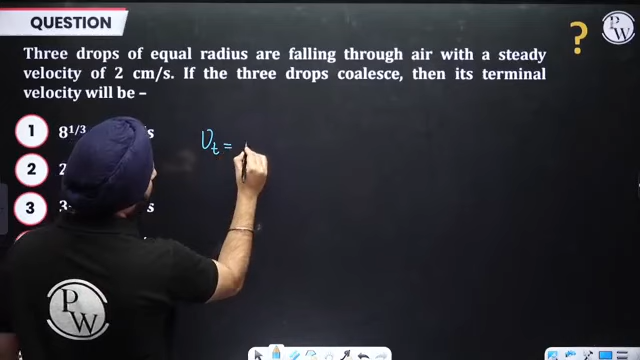 QUESTION
?
Three drops of equal radius are falling through air with a steady
velocity of 2 cm/s. If the three drops coalesce, then its terminal
velocity will be –
1 8^{1/3} s
2 2
3 3 s
v_t =
PW
PW